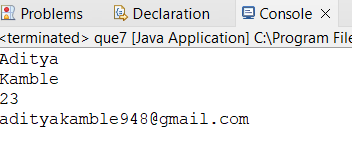 Problems Declaration Console
<terminated> que7 [Java Application] C:\Program File
Aditya
Kamble
23
adityakamble948@gmail.com